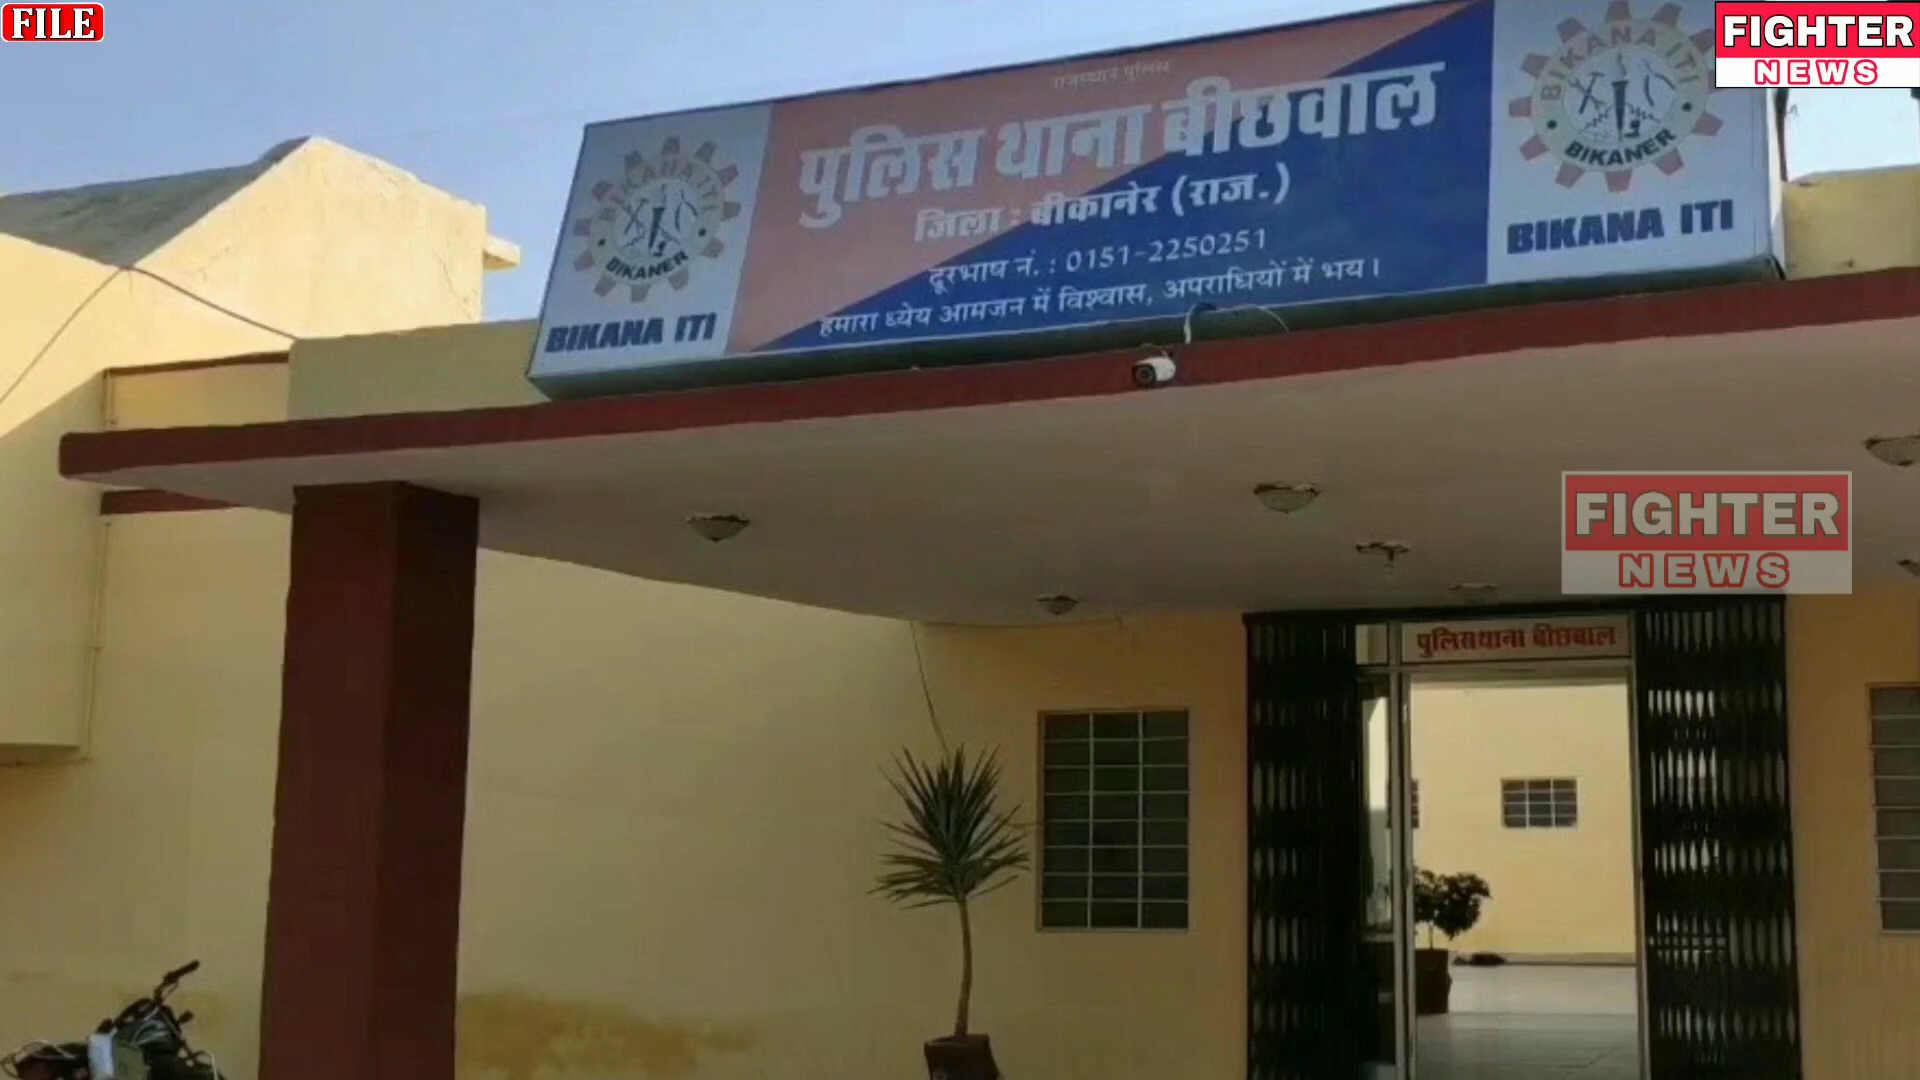 FILE
FIGHTER
NEWS
राजस्थान पुलिस
पुलिस थाना बीछवाल
जिला : बीकानेर (राज.)
दूरभाष नं. : 0151-2250251
हमारा ध्येय आमजन में विश्वास, अपराधियों में भय।
BIKANA ITI
BIKANER
BIKANA ITI
BIKANA ITI
BIKANER
BIKANA ITI
FIGHTER
NEWS
पुलिस थाना बीछवाल